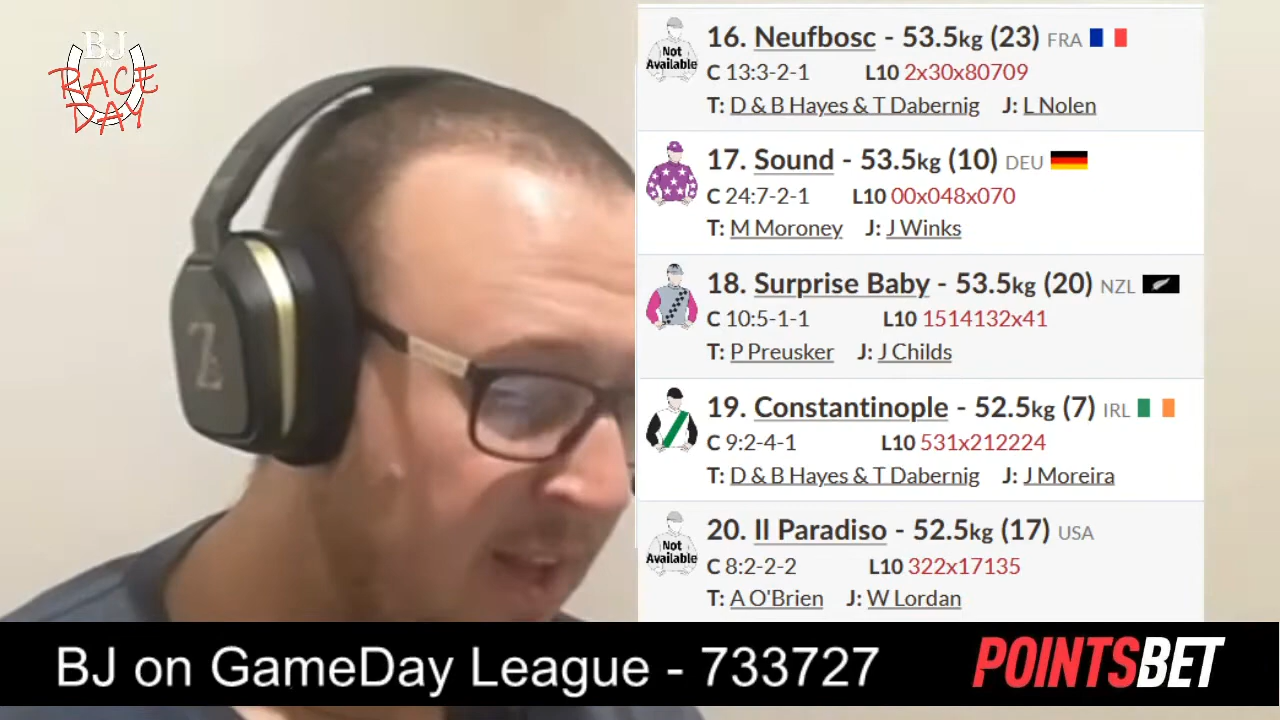 BJ
RACE
DAY
Not
Available
16. Neufbosc - 53.5kg (23) FRA
C 13:3-2-1 L10 2x30x80709
T: D & B Hayes & T Dabernig J: L Nolen
17. Sound - 53.5kg (10) DEU
C 24:7-2-1 L10 00x048x070
T: M Moroney J: J Winks
18. Surprise Baby - 53.5kg (20) NZL
C 10:5-1-1 L10 1514132x41
T: P Preusker J: J Childs
19. Constantinople - 52.5kg (7) IRL
C 9:2-4-1 L10 531x212224
T: D & B Hayes & T Dabernig J: J Moreira
Not
Available
20. Il Paradiso - 52.5kg (17) USA
C 8:2-2-2 L10 322x17135
T: A O'Brien J: W Lordan
BJ on GameDay League - 733727
POINTSBET